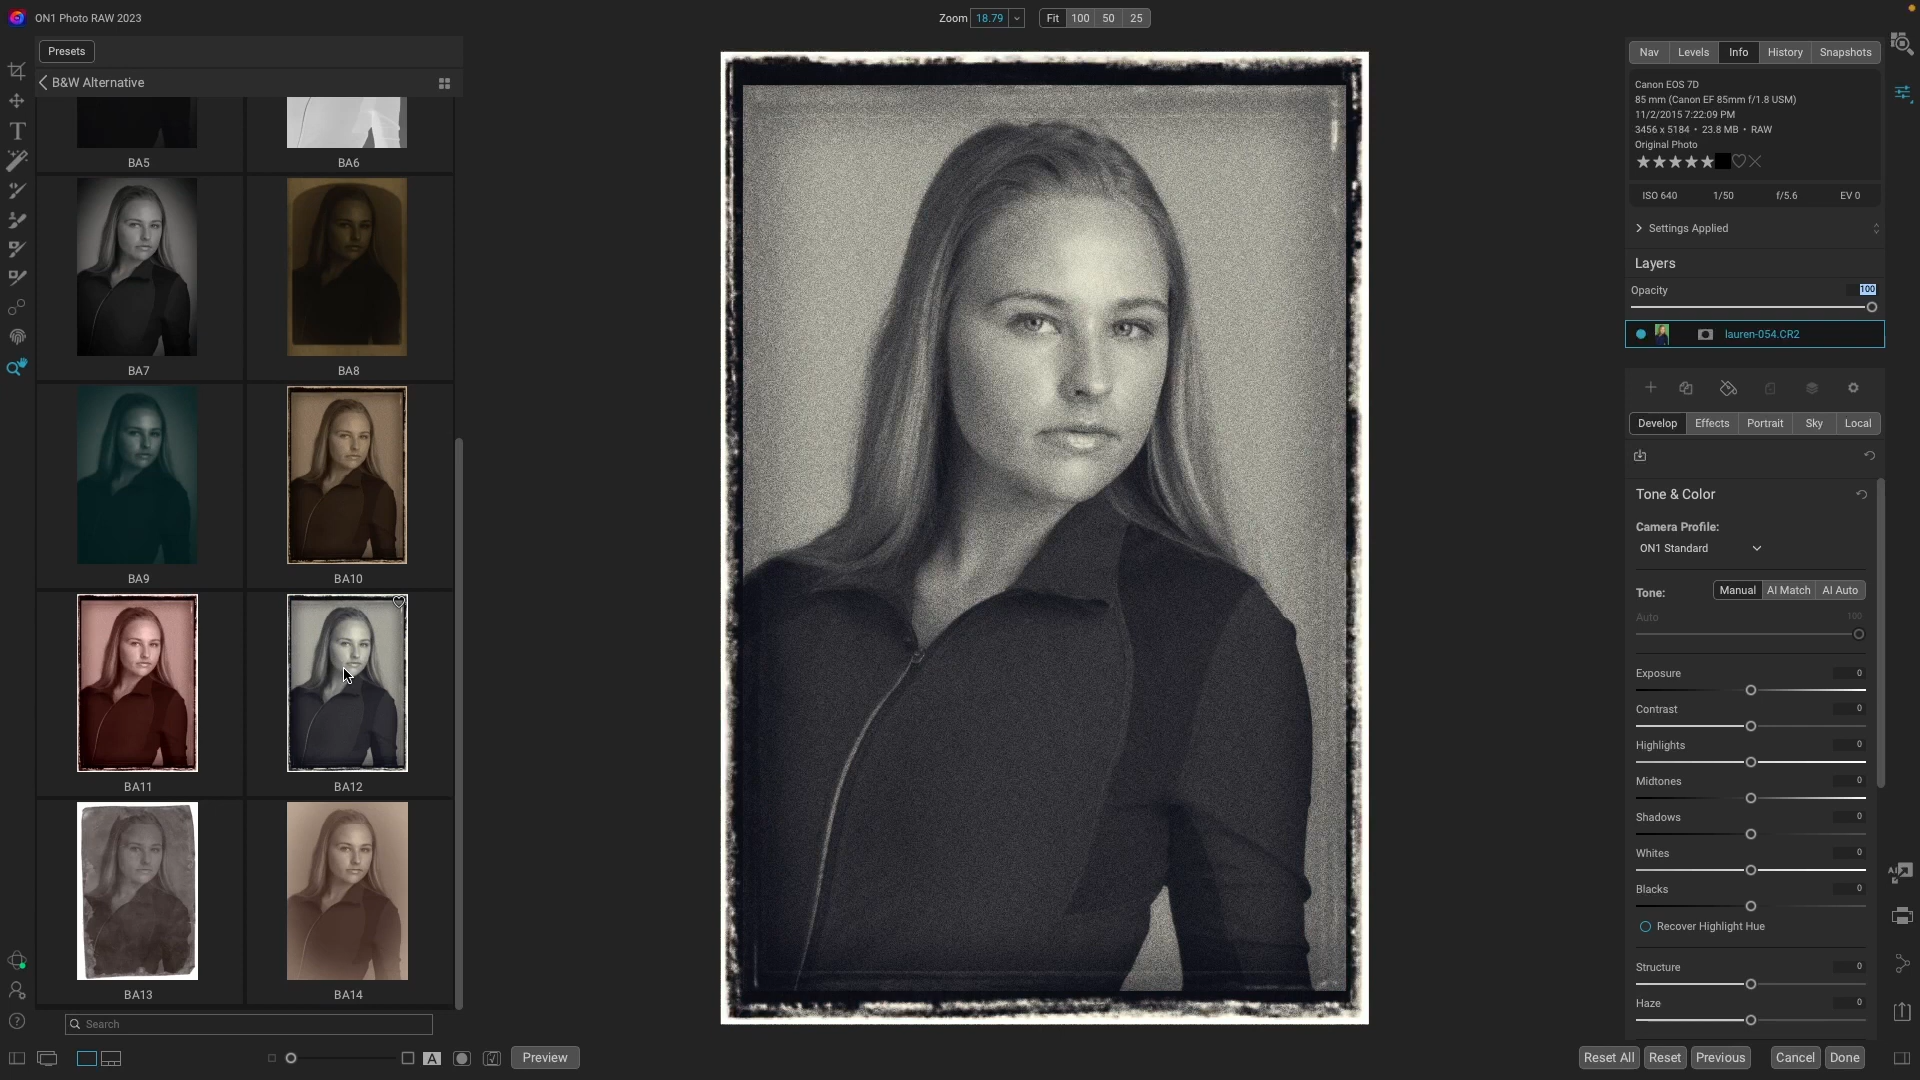 ON1 Photo RAW 2023
Zoom 18.79 Fit 100 50 25
Presets
B&W Alternative
BA5 BA6
BA7 BA8
BA9 BA10
BA11 BA12
BA13 BA14
Search
A
Preview
Nav Levels Info History Snapshots
Canon EOS 7D
85 mm (Canon EF 85mm f/1.8 USM)
11/2/2015 7:22:09 PM
3456 x 5184 • 23.8 MB • RAW
Original Photo
ISO 640 1/50 f/5.6 EV 0
Settings Applied
Layers
Opacity 100
lauren-054.CR2
Develop Effects Portrait Sky Local
Tone & Color
Camera Profile:
ON1 Standard
Tone: Manual AI Match AI Auto
Auto 100
Exposure 0
Contrast 0
Highlights 0
Midtones 0
Shadows 0
Whites 0
Blacks 0
Recover Highlight Hue
Structure 0
Haze 0
AI
Reset All Reset Previous Cancel Done